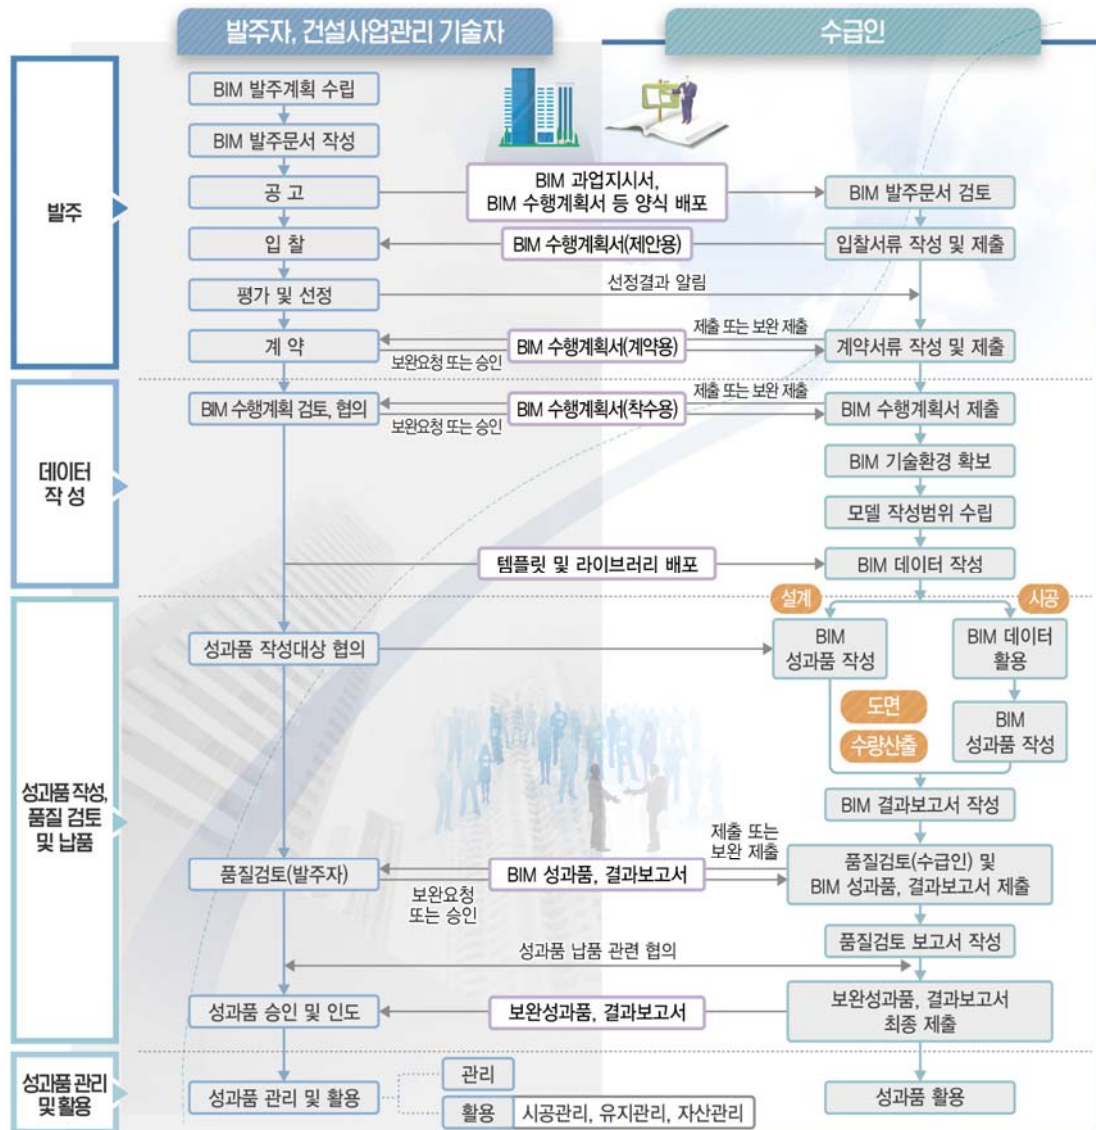 발주자, 건설사업관리 기술자
수급인
발주
BIM 발주계획 수립
BIM 발주문서 작성
공 고
BIM 과업지시서,
BIM 수행계획서 등 양식 배포
BIM 발주문서 검토
입 찰
BIM 수행계획서(제안용)
입찰서류 작성 및 제출
평가 및 선정
선정결과 알림
계 약
보완요청 또는 승인
BIM 수행계획서(계약용)
제출 또는 보완 제출
계약서류 작성 및 제출
데이터
작 성
BIM 수행계획 검토, 협의
보완요청 또는 승인
BIM 수행계획서(착수용)
제출 또는 보완 제출
BIM 수행계획서 제출
BIM 기술환경 확보
모델 작성범위 수립
템플릿 및 라이브러리 배포
BIM 데이터 작성
성과품 작성,
품질 검토
및 납품
설계
시공
성과품 작성대상 협의
BIM
성과품 작성
BIM 데이터
활용
도면
수량산출
BIM
성과품 작성
BIM 결과보고서 작성
품질검토(발주자)
보완요청
또는 승인
BIM 성과품, 결과보고서
제출 또는
보완 제출
품질검토(수급인) 및
BIM 성과품, 결과보고서 제출
품질검토 보고서 작성
성과품 납품 관련 협의
성과품 승인 및 인도
보완성과품, 결과보고서
보완성과품, 결과보고서
최종 제출
성과품 관리
및 활용
성과품 관리 및 활용
관리
활용
시공관리, 유지관리, 자산관리
성과품 활용